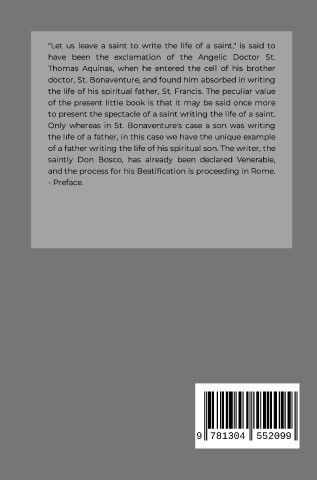 "Let us leave a saint to write the life of a saint," is said to
have been the exclamation of the Angelic Doctor St.
Thomas Aquinas, when he entered the cell of his brother
doctor, St. Bonaventure, and found him absorbed in writing
the life of his spiritual father, St. Francis. The peculiar value
of the present little book is that it may be said once more
to present the spectacle of a saint writing the life of a saint.
Only whereas in St. Bonaventure's case a son was writing
the life of a father, in this case we have the unique example
of a father writing the life of his spiritual son. The writer, the
saintly Don Bosco, has already been declared Venerable,
and the process for his Beatification is proceeding in Rome.
- Preface.
9 781304 552099